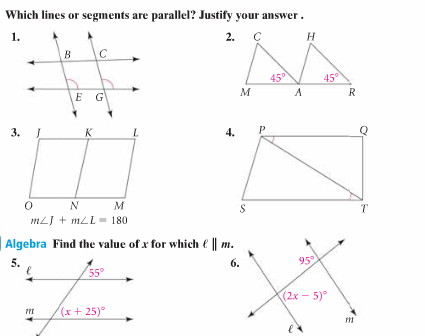 Which lines or segments are parallel? Justify your answer .
1.
B C
E G
2.
C H
45° 45°
M A R
3.
J K L
O N M
m∠J + m∠L = 180
4.
P Q
S T
Algebra Find the value of x for which ℓ ∥ m.
5.
ℓ
55°
m
(x + 25)°
6.
95°
(2x − 5)°
m
ℓ